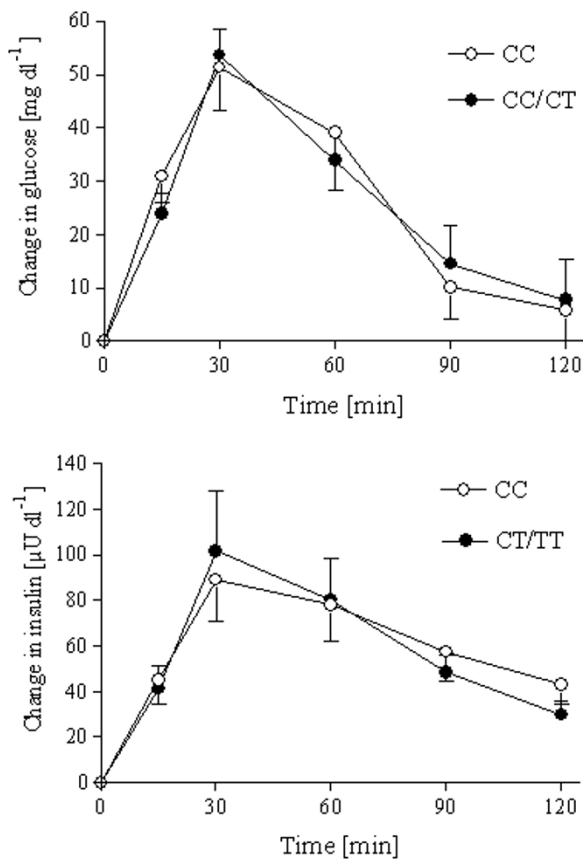 60
50
40
30
20
10
0
Change in glucose [mg dl⁻¹]
CC
CC/CT
0 30 60 90 120
Time [min]
140
120
100
80
60
40
20
0
Change in insulin [µU dl⁻¹]
CC
CT/TT
0 30 60 90 120
Time [min]